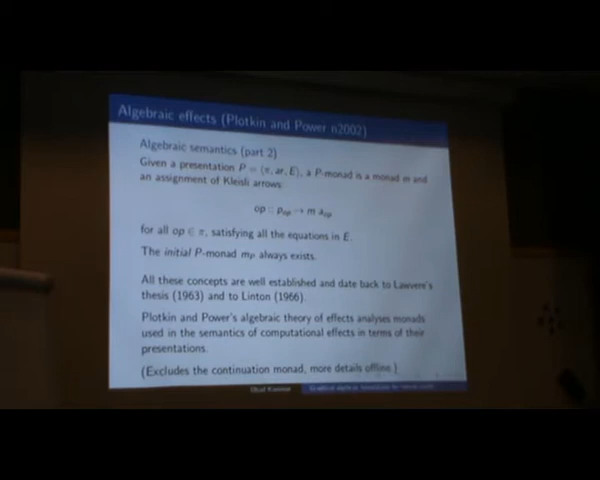 Algebraic effects (Plotkin and Power n2002)
Algebraic semantics (part 2)
Given a presentation P = ⟨π, ar, E⟩, a P-monad is a monad m and
an assignment of Kleisli arrows:
op :: p_op → m a_op
for all op ∈ π, satisfying all the equations in E.
The initial P-monad m_P always exists.
All these concepts are well established and date back to Lawvere's
thesis (1963) and to Linton (1966).
Plotkin and Power's algebraic theory of effects analyses monads
used in the semantics of computational effects in terms of their
presentations.
(Excludes the continuation monad, more details offline.)
Ohad Kammar